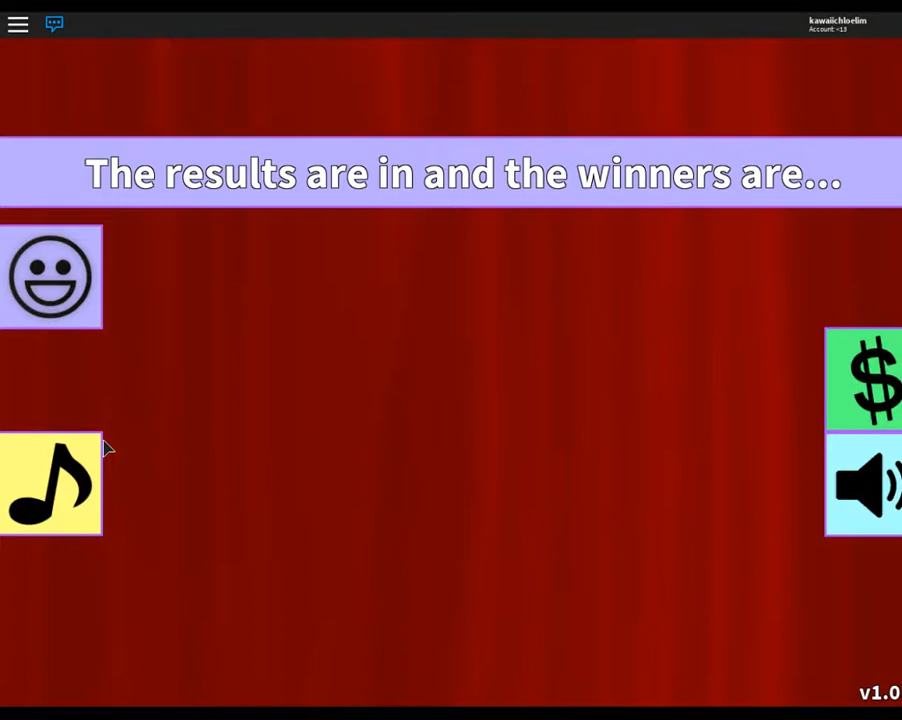 kawaiichloelim
Account: <13
The results are in and the winners are...
$
v1.0